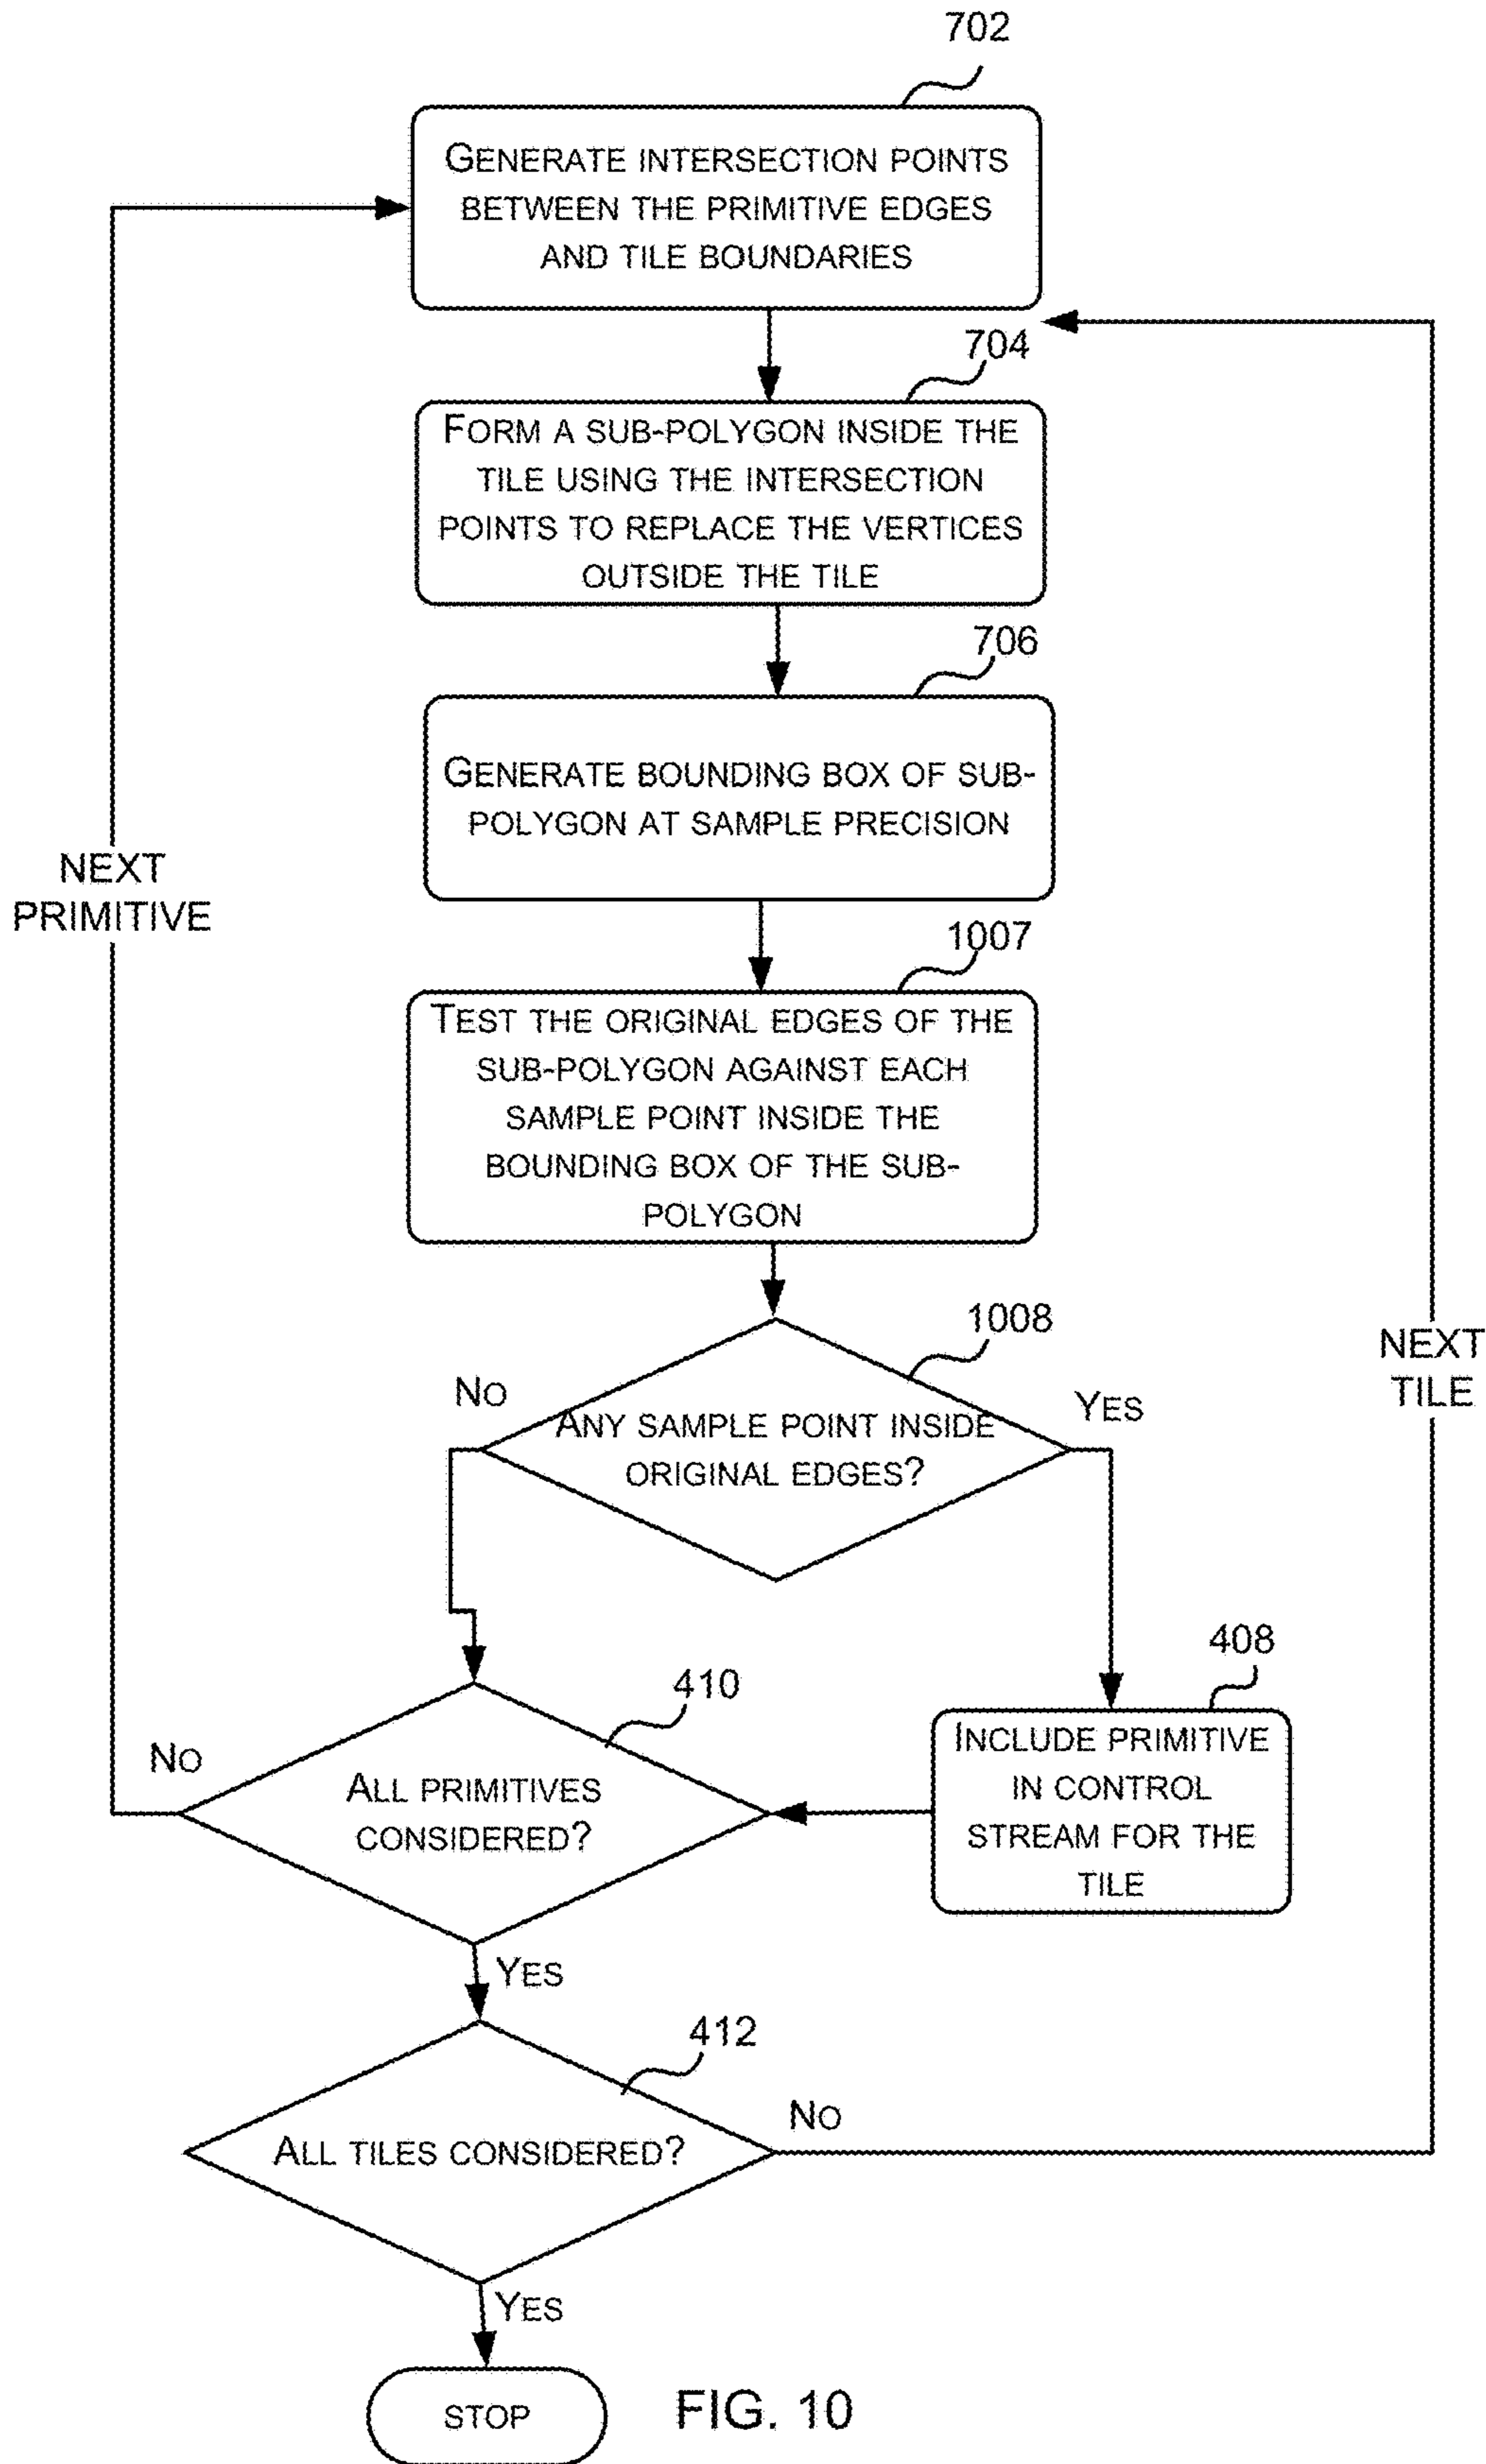 702
GENERATE INTERSECTION POINTS
BETWEEN THE PRIMITIVE EDGES
AND TILE BOUNDARIES
704
FORM A SUB-POLYGON INSIDE THE
TILE USING THE INTERSECTION
POINTS TO REPLACE THE VERTICES
OUTSIDE THE TILE
706
GENERATE BOUNDING BOX OF SUB-
POLYGON AT SAMPLE PRECISION
NEXT
PRIMITIVE
1007
TEST THE ORIGINAL EDGES OF THE
SUB-POLYGON AGAINST EACH
SAMPLE POINT INSIDE THE
BOUNDING BOX OF THE SUB-
POLYGON
1008
NO
YES
ANY SAMPLE POINT INSIDE
ORIGINAL EDGES?
NEXT
TILE
408
INCLUDE PRIMITIVE
IN CONTROL
STREAM FOR THE
TILE
410
NO
ALL PRIMITIVES
CONSIDERED?
YES
412
NO
ALL TILES CONSIDERED?
YES
STOP
FIG. 10